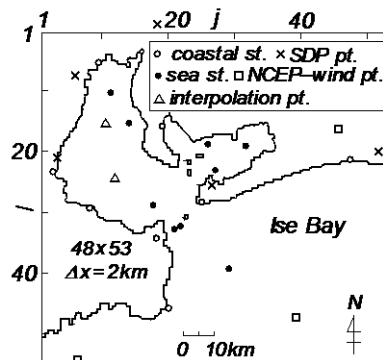 1 20 j 40
1
coastal st. SDP pt.
sea st. NCEP–wind pt.
interpolation pt.
20
i
Ise Bay
48x53
Δx=2km
40
N
0 10km